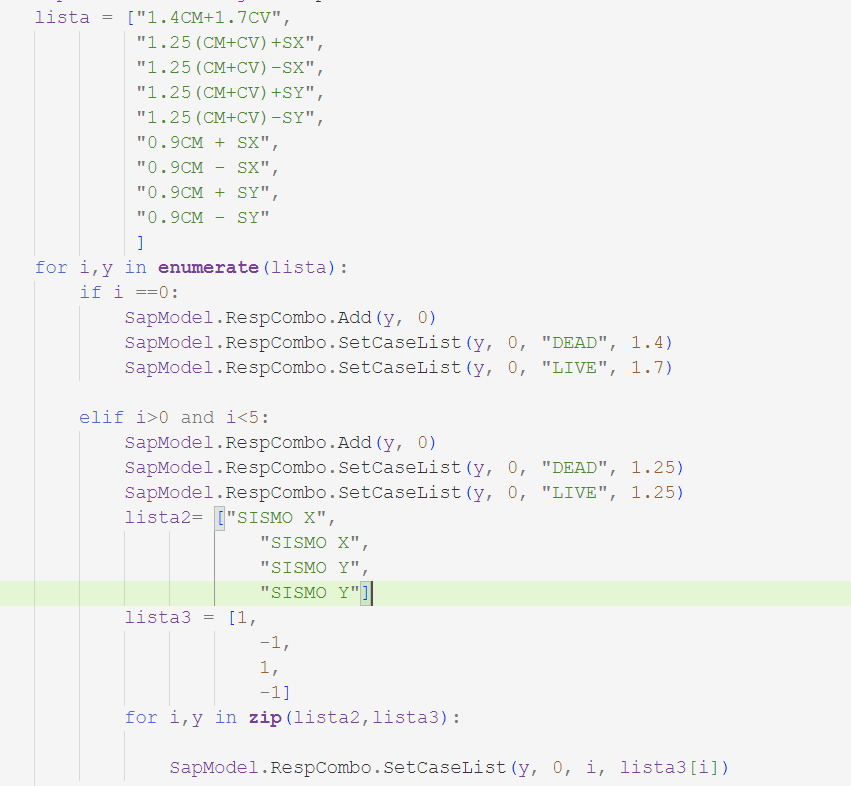 lista = ["1.4CM+1.7CV",
"1.25(CM+CV)+SX",
"1.25(CM+CV)-SX",
"1.25(CM+CV)+SY",
"1.25(CM+CV)-SY",
"0.9CM + SX",
"0.9CM - SX",
"0.9CM + SY",
"0.9CM - SY"
]
for i,y in enumerate(lista):
if i ==0:
SapModel.RespCombo.Add(y, 0)
SapModel.RespCombo.SetCaseList(y, 0, "DEAD", 1.4)
SapModel.RespCombo.SetCaseList(y, 0, "LIVE", 1.7)
elif i>0 and i<5:
SapModel.RespCombo.Add(y, 0)
SapModel.RespCombo.SetCaseList(y, 0, "DEAD", 1.25)
SapModel.RespCombo.SetCaseList(y, 0, "LIVE", 1.25)
lista2= ["SISMO X",
"SISMO X",
"SISMO Y",
"SISMO Y"]
lista3 = [1,
-1,
1,
-1]
for i,y in zip(lista2,lista3):
SapModel.RespCombo.SetCaseList(y, 0, i, lista3[i])